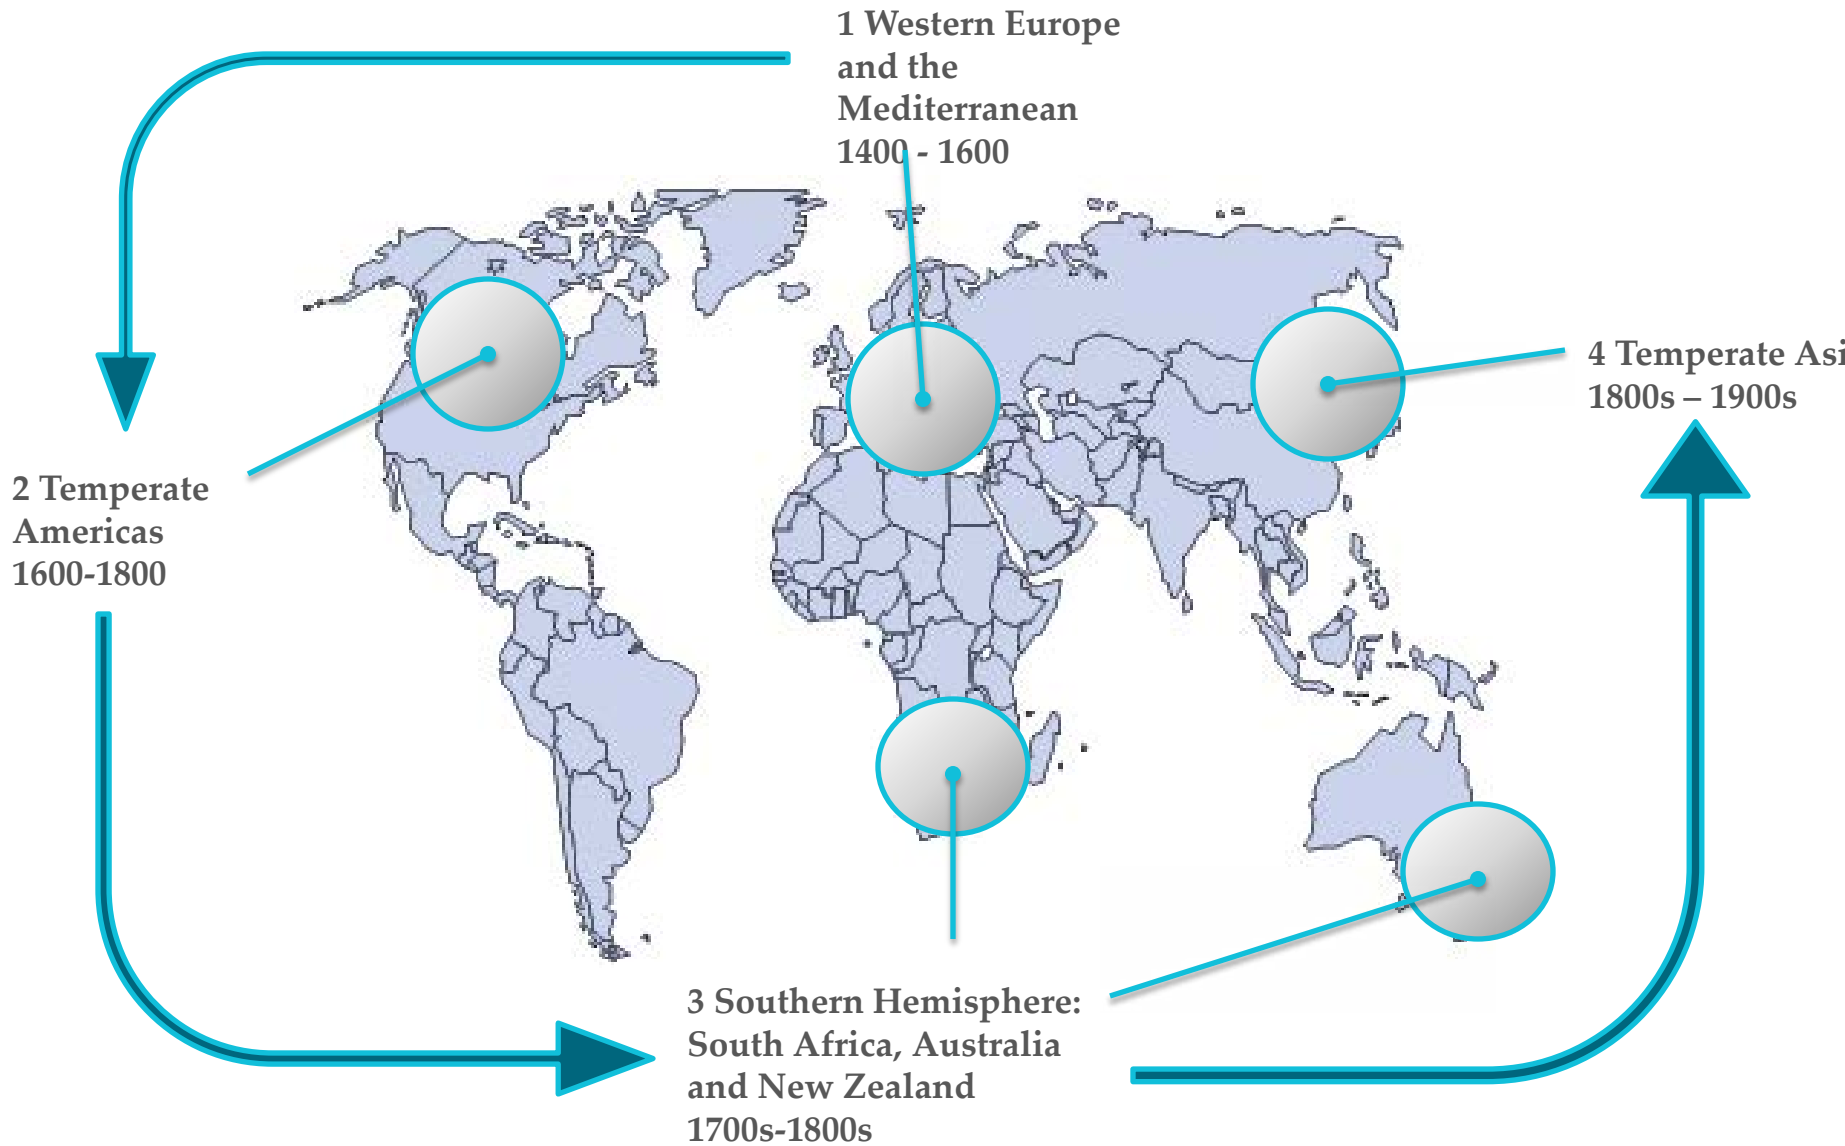 1 Western Europe
and the
Mediterranean
1400 - 1600
2 Temperate
Americas
1600-1800
3 Southern Hemisphere:
South Africa, Australia
and New Zealand
1700s-1800s
4 Temperate Asi
1800s – 1900s